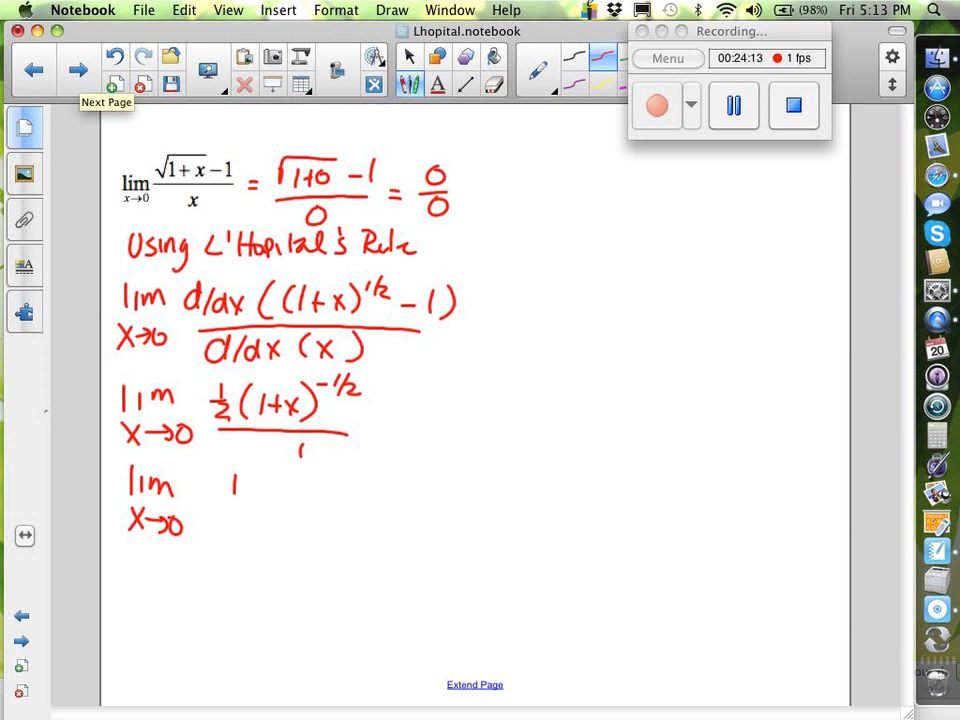 Notebook File Edit View Insert Format Draw Window Help (98%) Fri 5:13 PM
Lhopital.notebook
Recording...
Menu 00:24:13 1 fps
Next Page
lim x→0 (√(1+x) −1)/x = (√(1+0) −1)/0 = 0/0
Using L'Hopital's Rule
lim x→0 d/dx ((1+x)^1/2 − 1) / d/dx (x)
lim x→0 1/2 (1+x)^−1/2 / 1
lim x→0 1
Extend Page
20